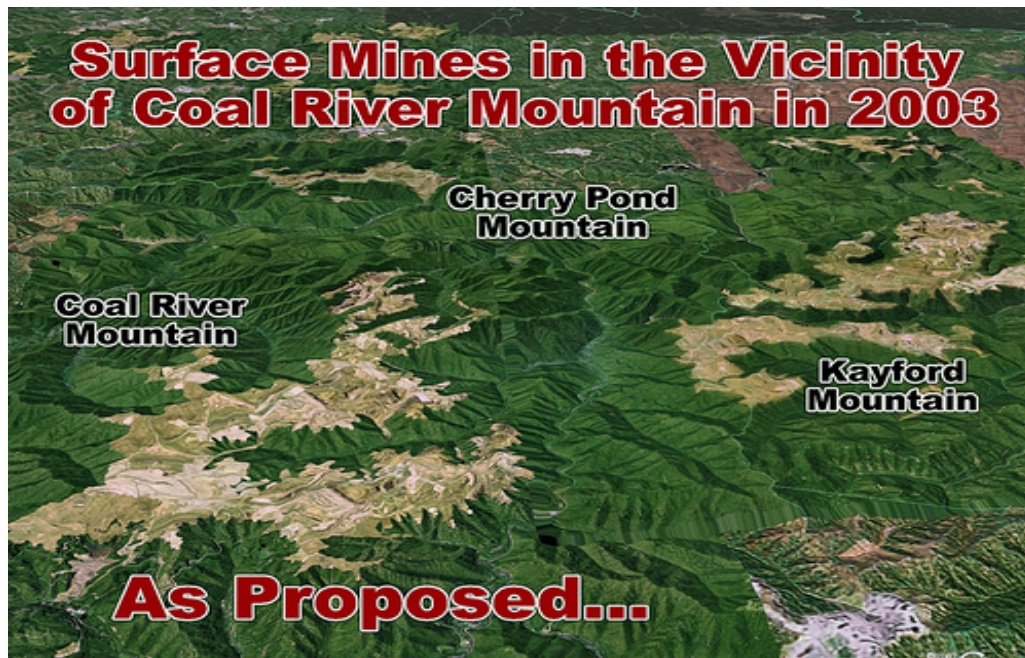 Surface Mines in the Vicinity
of Coal River Mountain in 2003
Cherry Pond
Mountain
Coal River
Mountain
Kayford
Mountain
As Proposed...